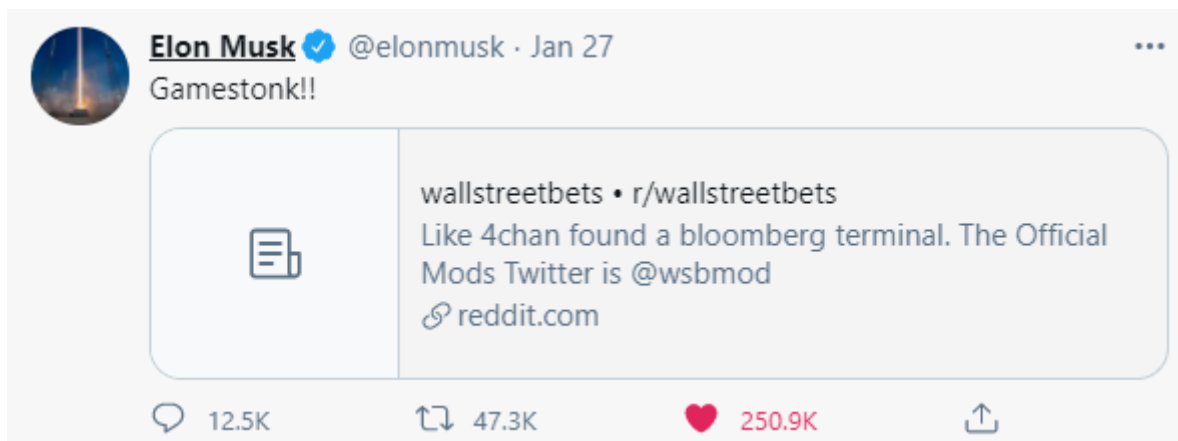 Elon Musk @elonmusk · Jan 27
Gamestonk!!
wallstreetbets • r/wallstreetbets
Like 4chan found a bloomberg terminal. The Official
Mods Twitter is @wsbmod
reddit.com
12.5K 47.3K 250.9K